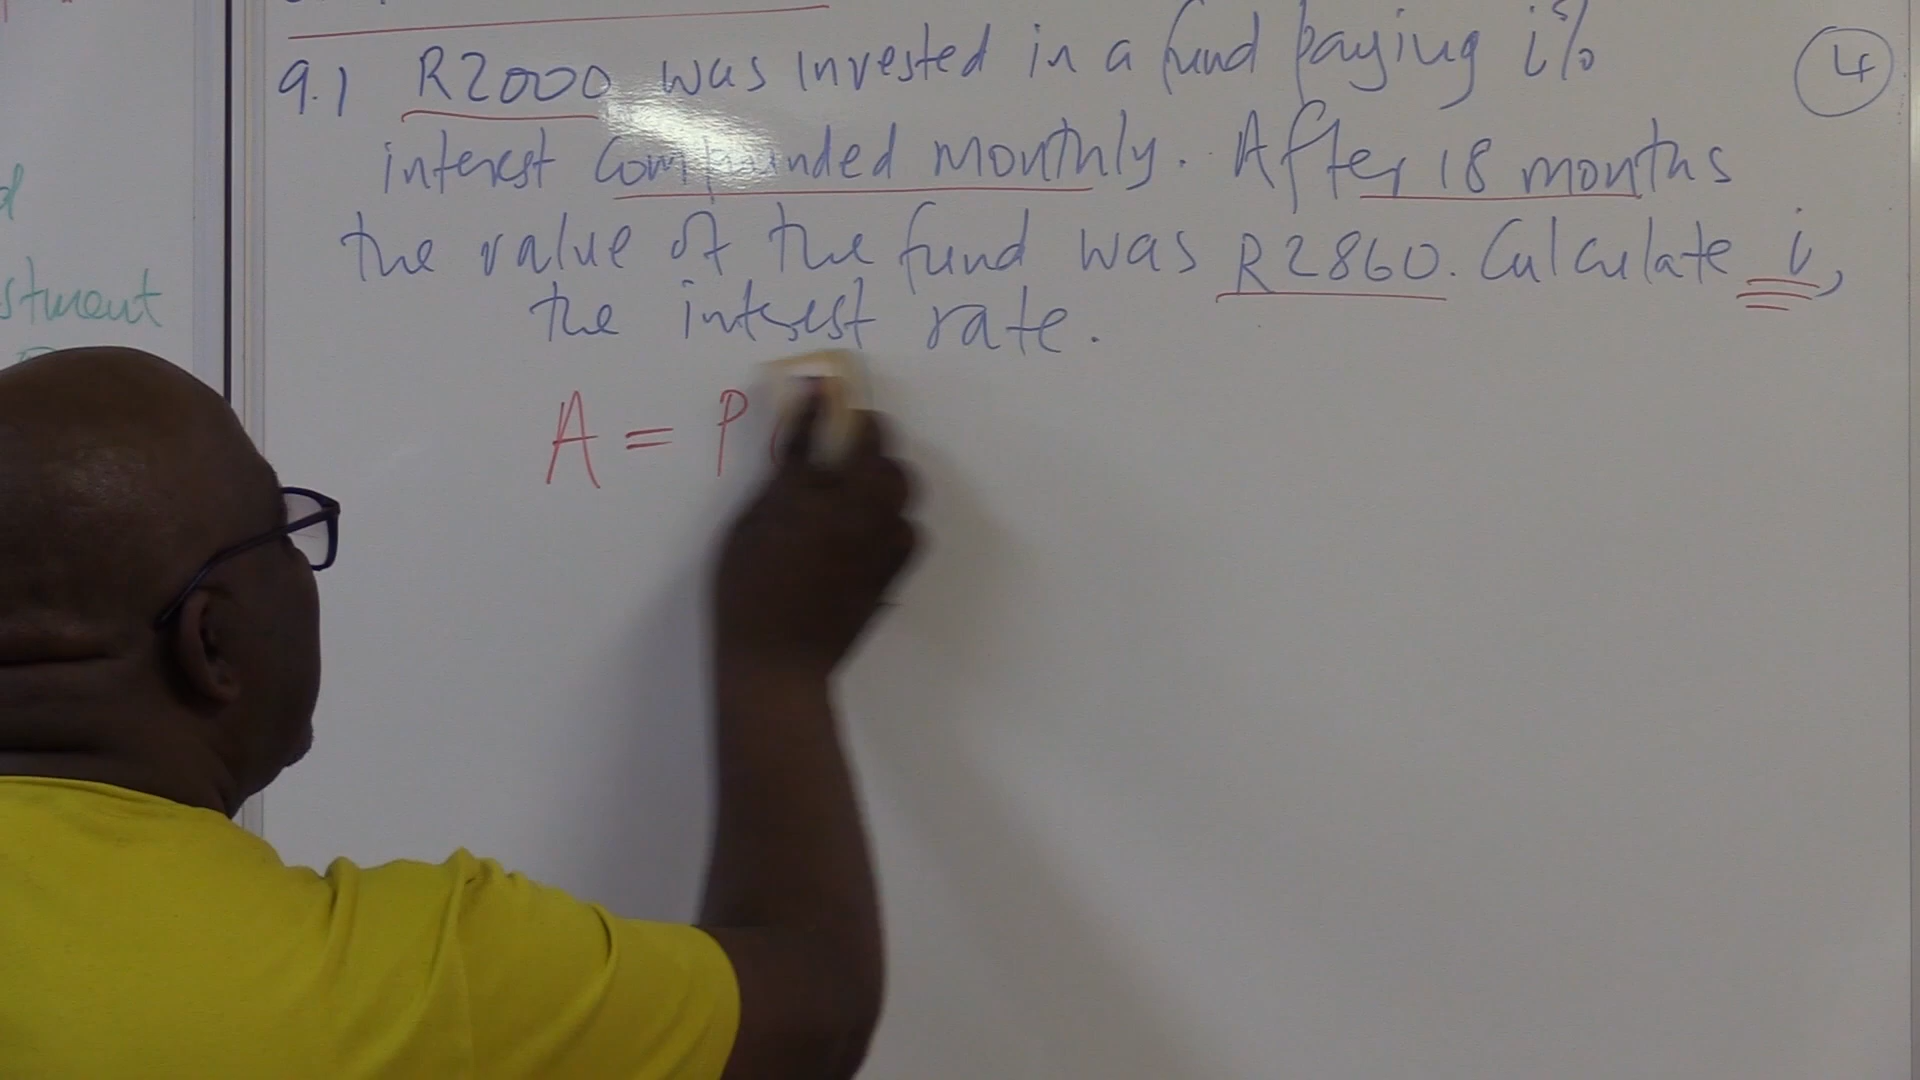 9.1 R2000 was invested in a fund paying i%
4
interest compounded monthly. After 18 months
the value of the fund was R2860. Calculate i,
the interest rate.
A = P (
stment